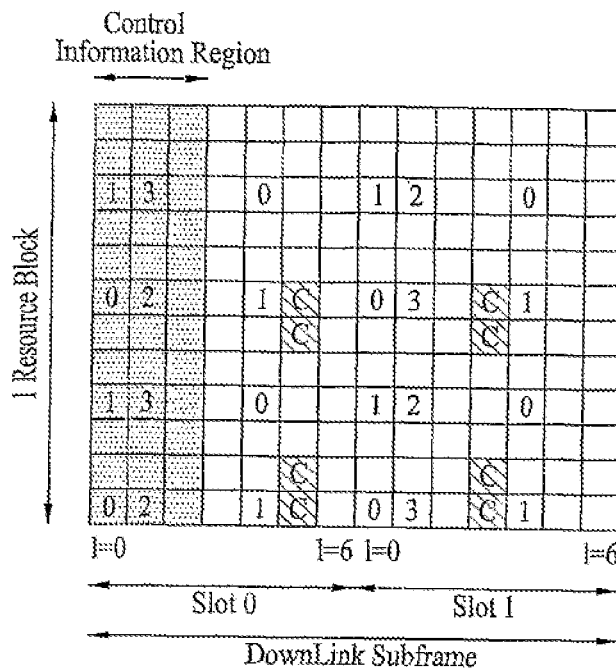 Control
Information Region
1 Resource Block
1 3 0 1 2 0
0 2 1 C 0 3 C 1
C C
1 3 0 1 2 0
C C
0 2 1 C 0 3 C 1
l=0 l=6 l=0 l=6
Slot 0 Slot 1
DownLink Subframe